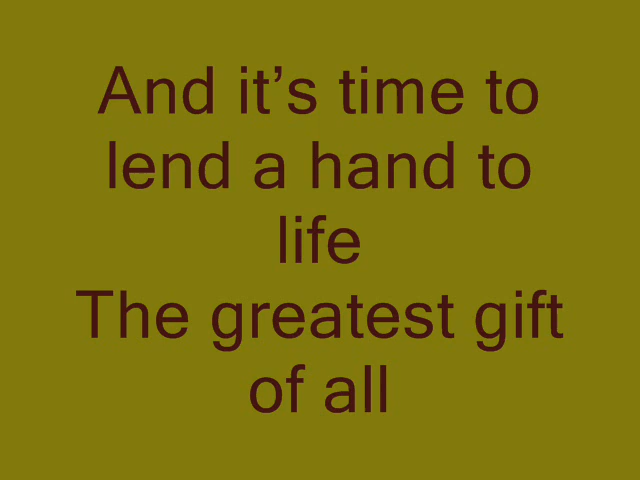 And it’s time to
lend a hand to
life
The greatest gift
of all